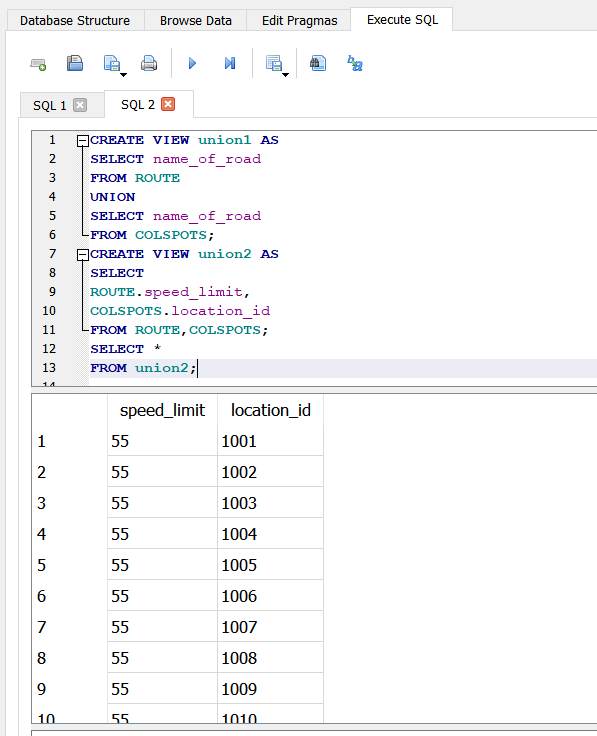 Database Structure Browse Data Edit Pragmas Execute SQL
SQL 1 SQL 2
1 CREATE VIEW union1 AS
2 SELECT name_of_road
3 FROM ROUTE
4 UNION
5 SELECT name_of_road
6 FROM COLSPOTS;
7 CREATE VIEW union2 AS
8 SELECT
9 ROUTE.speed_limit,
10 COLSPOTS.location_id
11 FROM ROUTE,COLSPOTS;
12 SELECT *
13 FROM union2;
14
speed_limit location_id
1 55 1001
2 55 1002
3 55 1003
4 55 1004
5 55 1005
6 55 1006
7 55 1007
8 55 1008
9 55 1009
10 55 1010